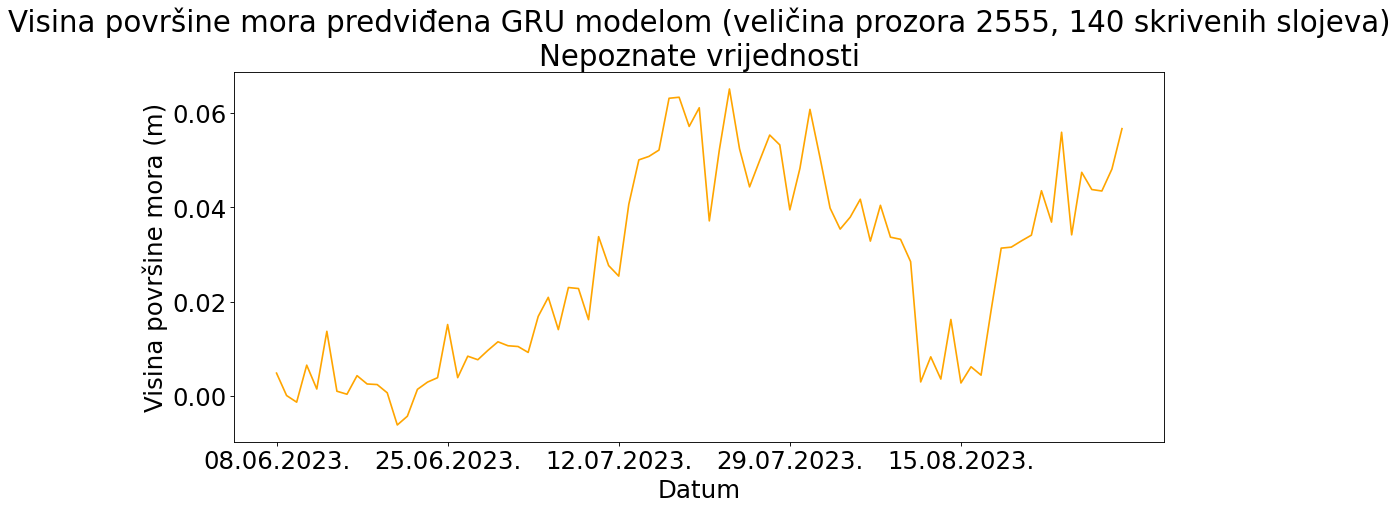 Visina površine mora predviđena GRU modelom (veličina prozora 2555, 140 skrivenih slojeva)
Nepoznate vrijednosti
Visina površine mora (m)
0.06
0.04
0.02
0.00
08.06.2023.
25.06.2023.
12.07.2023.
29.07.2023.
15.08.2023.
Datum